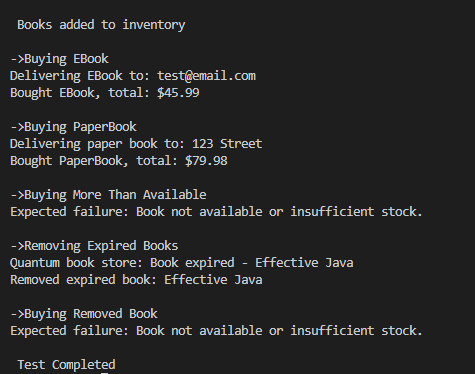 Books added to inventory
->Buying EBook
Delivering EBook to: test@email.com
Bought EBook, total: $45.99
->Buying PaperBook
Delivering paper book to: 123 Street
Bought PaperBook, total: $79.98
->Buying More Than Available
Expected failure: Book not available or insufficient stock.
->Removing Expired Books
Quantum book store: Book expired - Effective Java
Removed expired book: Effective Java
->Buying Removed Book
Expected failure: Book not available or insufficient stock.
Test Completed